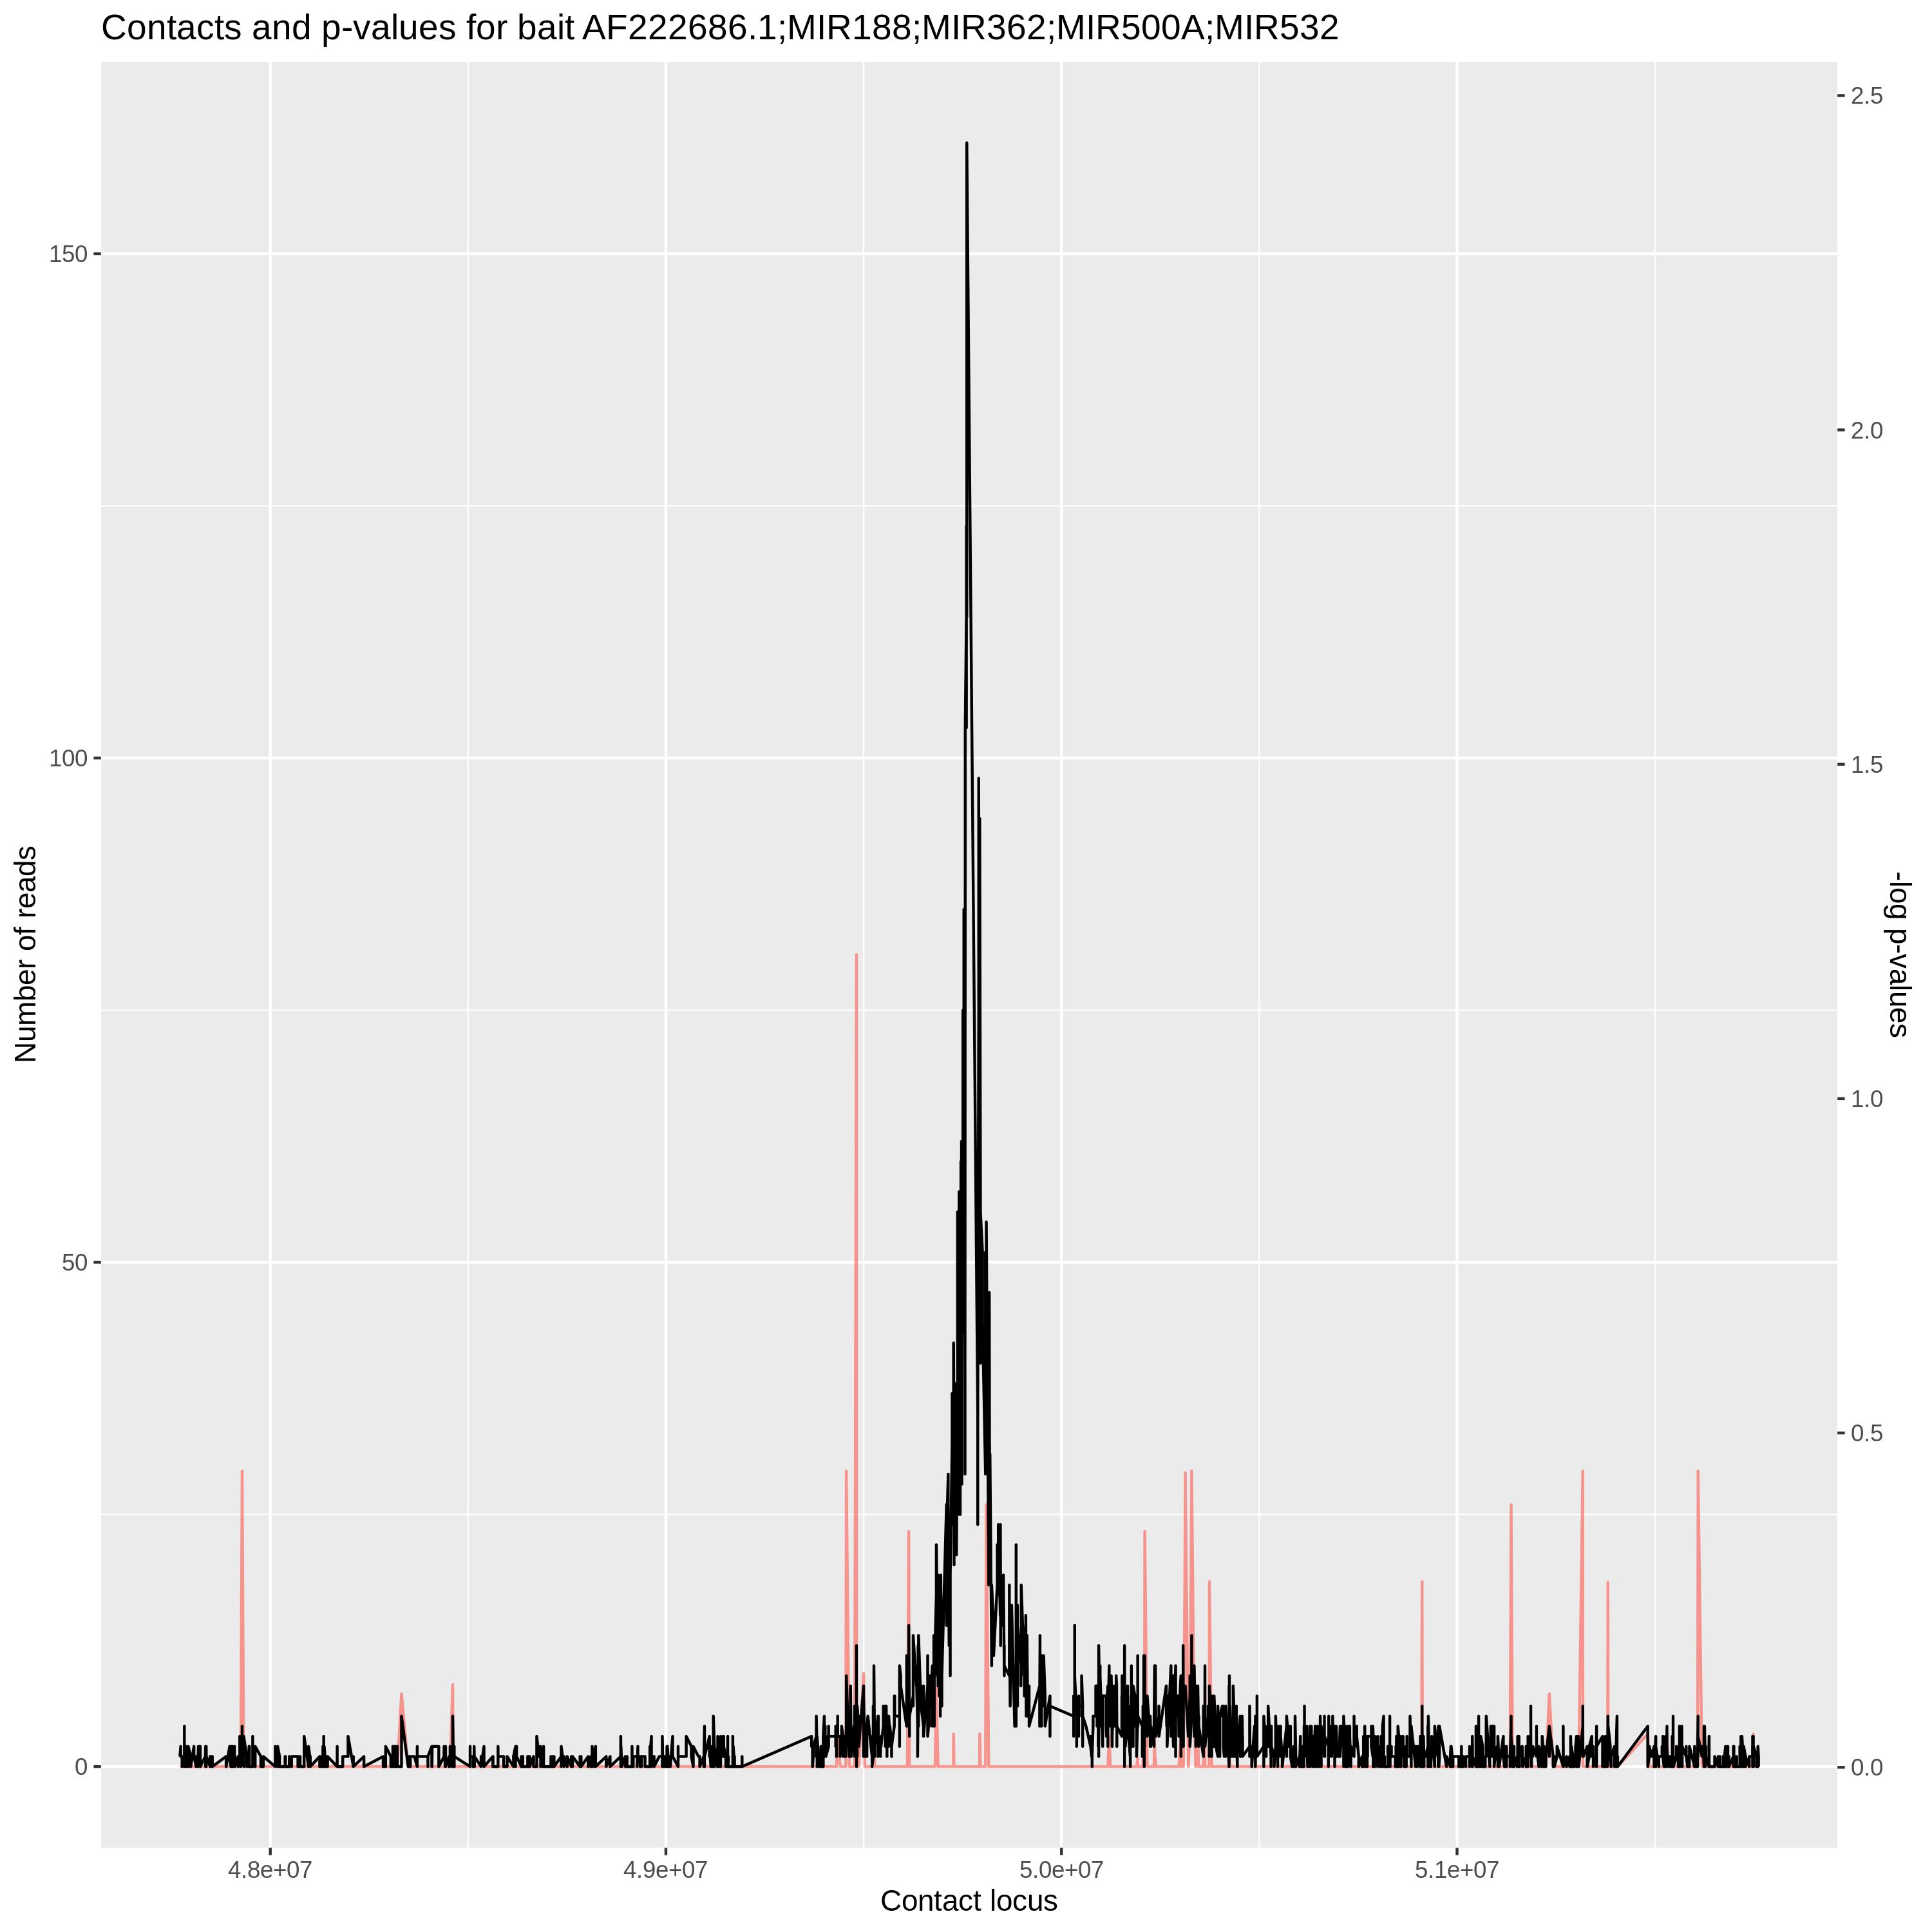 Contacts and p-values for bait AF222686.1;MIR188;MIR362;MIR500A;MIR532
2.5
150
2.0
100
1.5
Number of reads
-log p-values
1.0
50
0.5
0
0.0
4.8e+07
4.9e+07
5.0e+07
5.1e+07
Contact locus